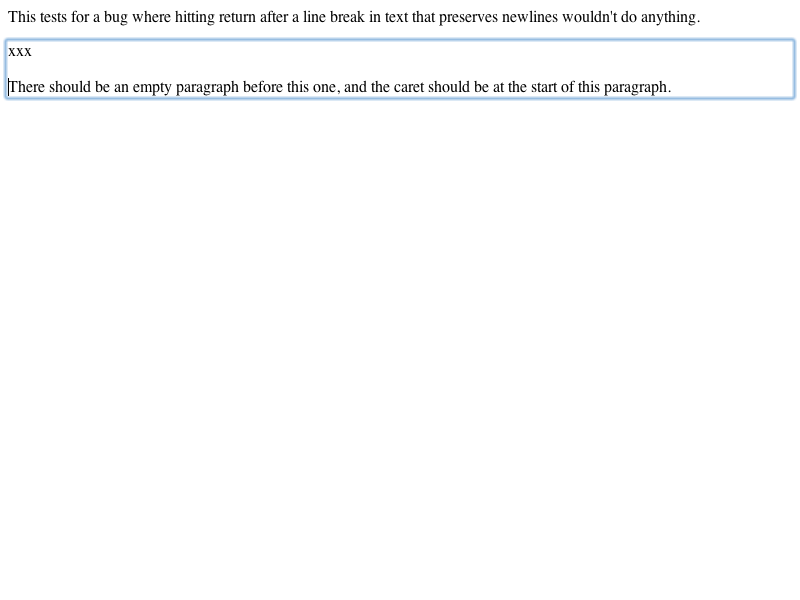 This tests for a bug where hitting return after a line break in text that preserves newlines wouldn't do anything.
xxx
There should be an empty paragraph before this one, and the caret should be at the start of this paragraph.